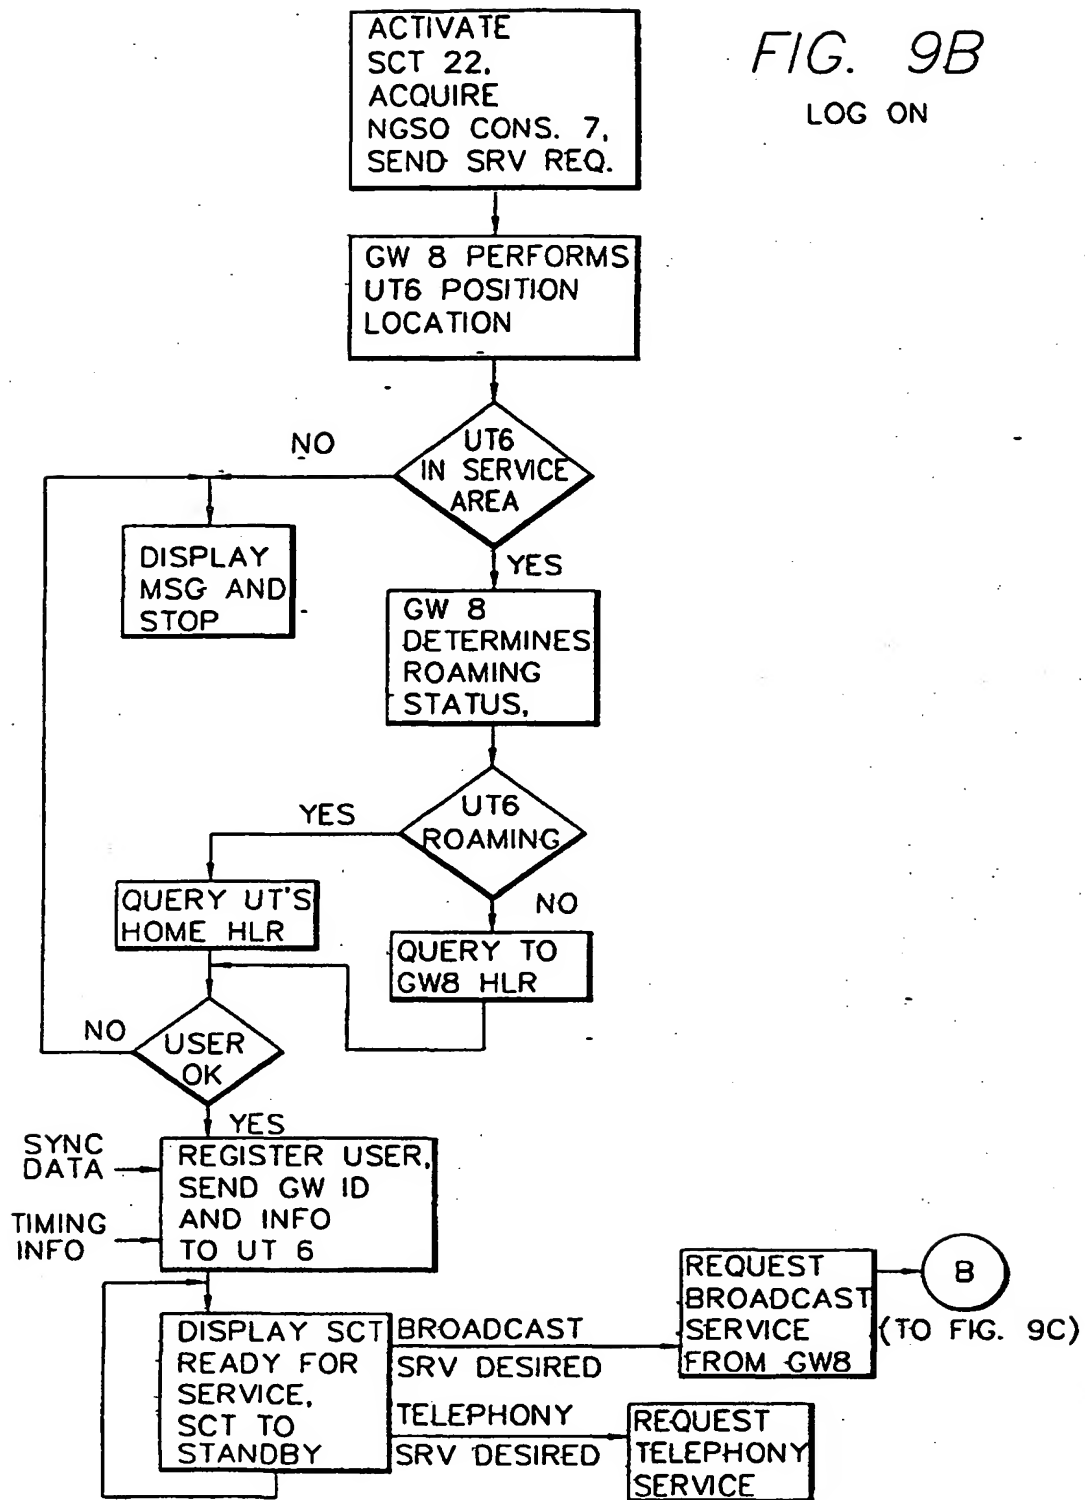 FIG. 9B
LOG ON
ACTIVATE
SCT 22,
ACQUIRE
NGSO CONS. 7,
SEND SRV REQ.
GW 8 PERFORMS
UT6 POSITION
LOCATION
UT6
IN SERVICE
AREA
NO
YES
DISPLAY
MSG AND
STOP
GW 8
DETERMINES
ROAMING
STATUS,
UT6
ROAMING
YES
NO
QUERY UT'S
HOME HLR
QUERY TO
GW8 HLR
USER
OK
NO
YES
SYNC
DATA
TIMING
INFO
REGISTER USER,
SEND GW ID
AND INFO
TO UT 6
DISPLAY SCT
READY FOR
SERVICE,
SCT TO
STANDBY
BROADCAST
SRV DESIRED
REQUEST
BROADCAST
SERVICE
FROM GW8
B
(TO FIG. 9C)
TELEPHONY
SRV DESIRED
REQUEST
TELEPHONY
SERVICE